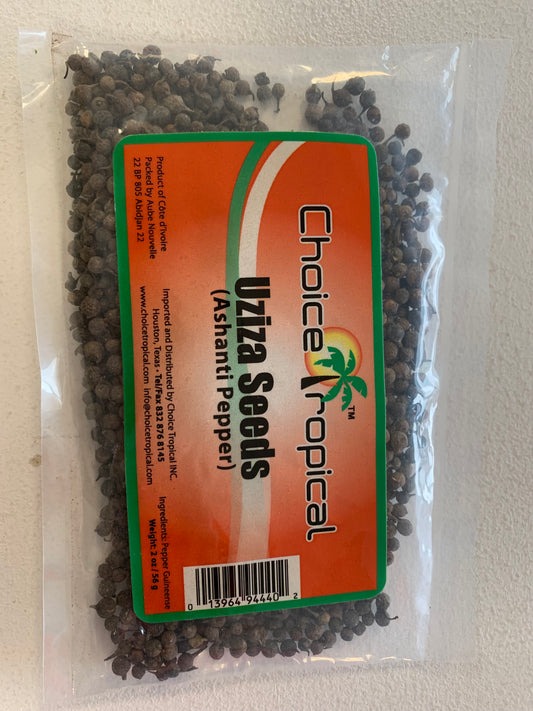 Choice Tropical™
Uziza Seeds
(Ashanti Pepper)
Product of Côte d'Ivoire
Packed by Aube Nouvelle
22 BP 805 Abidjan 22
Imported and Distributed by Choice Tropical INC.
Houston, Texas - Tel/Fax 832 876 8145
www.choicetropical.com info@choicetropical.com
Ingredients: Pepper Guineense
Weight: 2 oz / 56 g
0 13964 94440 2